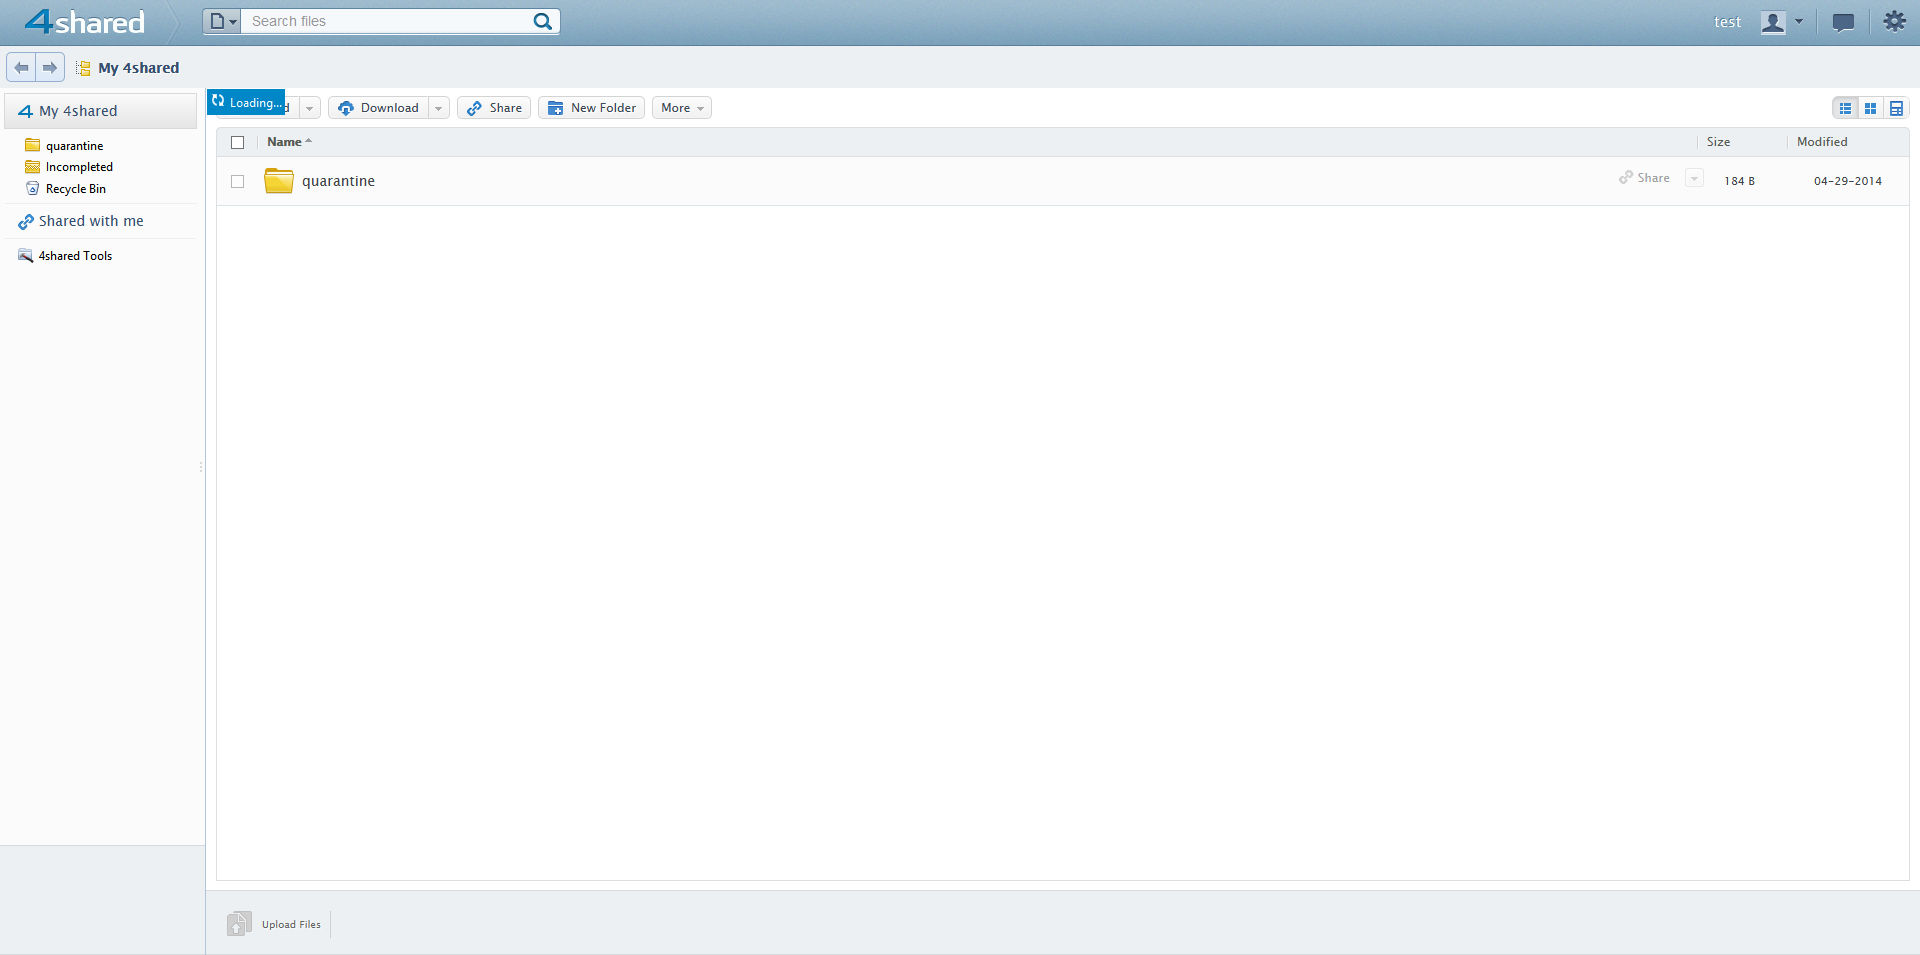 4shared
Search files
test
My 4shared
My 4shared
quarantine
Incompleted
Recycle Bin
Shared with me
4shared Tools
Loading...
d
Download
Share
New Folder
More
Name
Size
Modified
quarantine
Share
184 B
04-29-2014
Upload Files